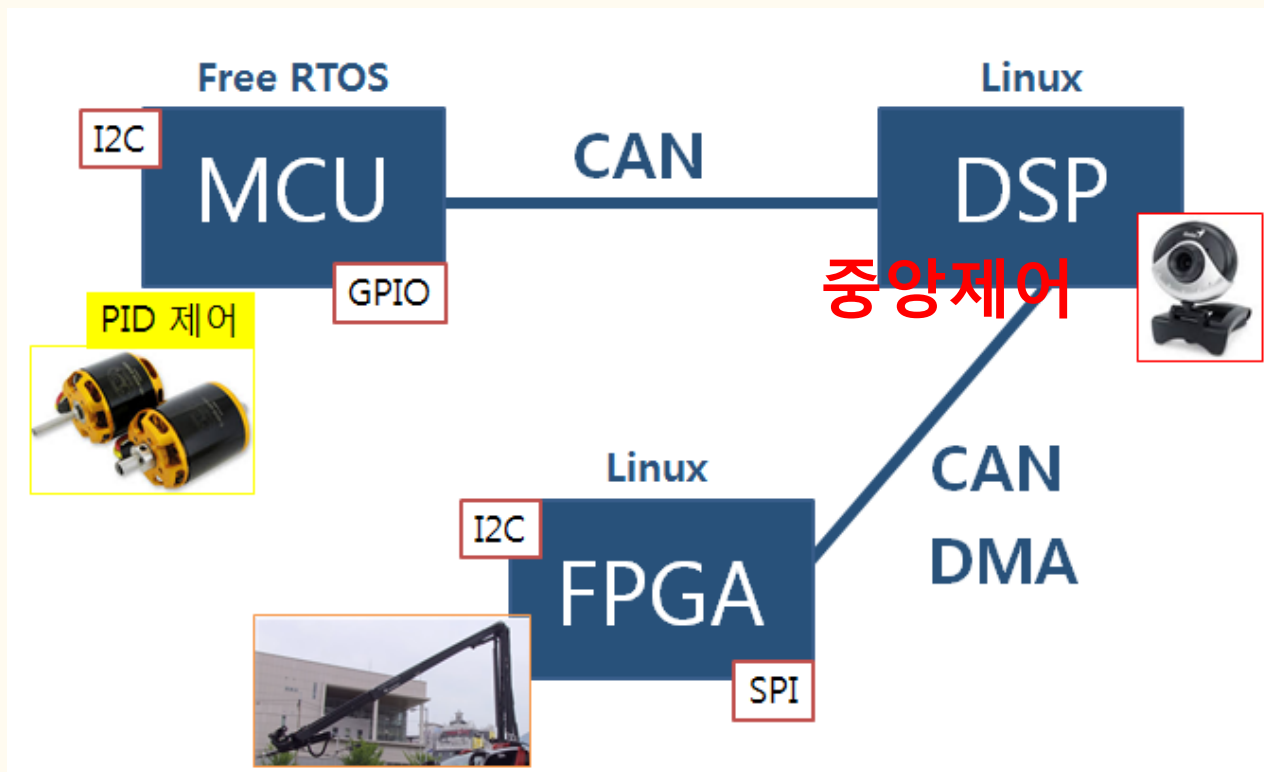 Free RTOS
Linux
I2C
MCU
CAN
DSP
GPIO
중앙제어
PID 제어
Linux
CAN
I2C
FPGA
DMA
SPI